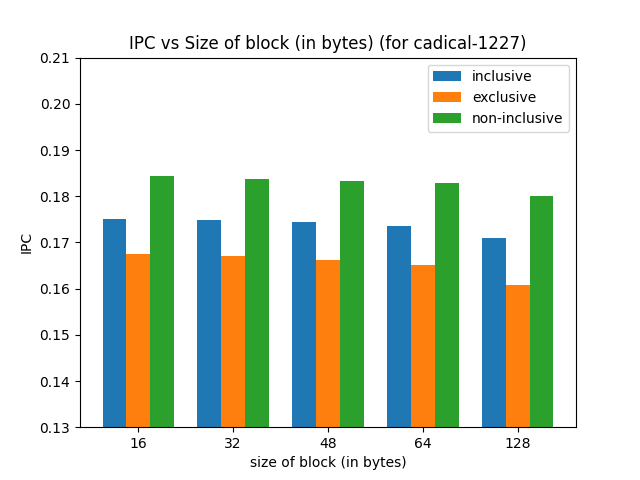 IPC vs Size of block (in bytes) (for cadical-1227)
inclusive
exclusive
non-inclusive
0.21
0.20
0.19
0.18
0.17
0.16
0.15
0.14
0.13
IPC
16 32 48 64 128
size of block (in bytes)